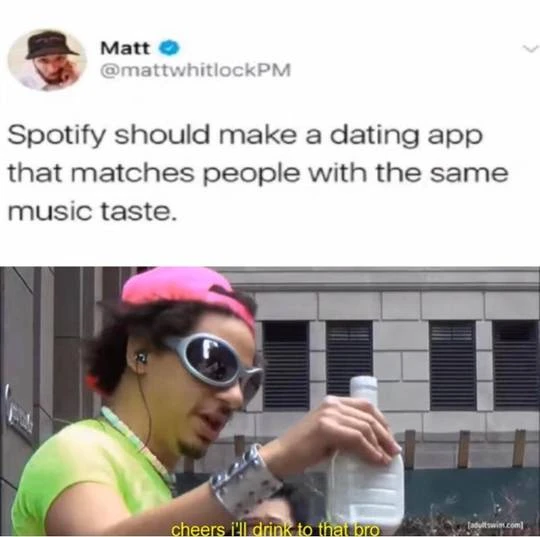 Matt
@mattwhitlockPM
Spotify should make a dating app
that matches people with the same
music taste.
cheers i'll drink to that bro
[adultswim.com]